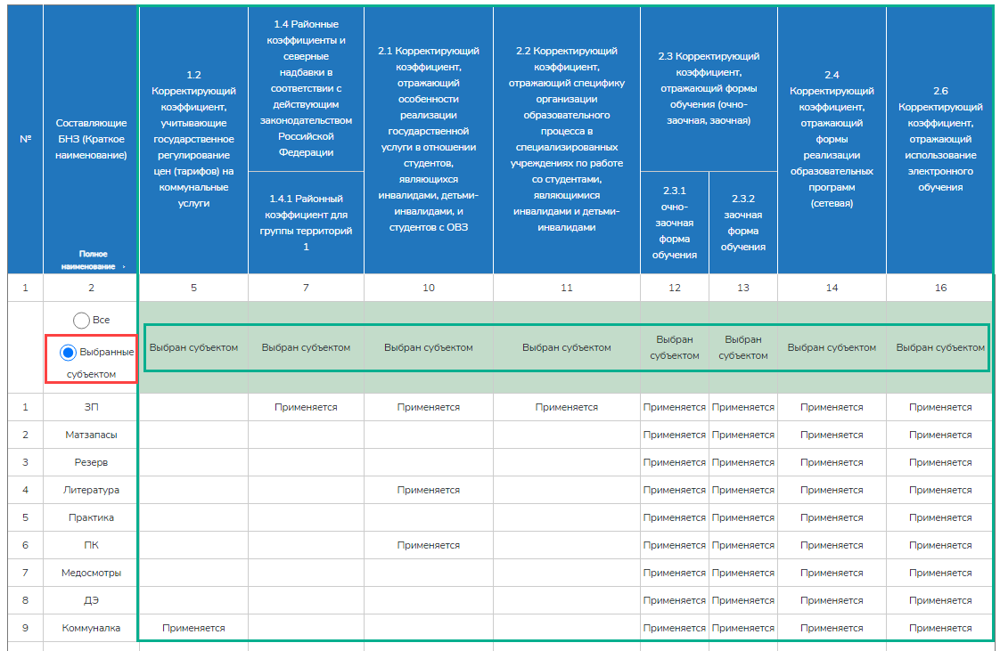 №
Составляющие
БНЗ (Краткое
наименование)
Полное
наименование ›
1.2
Корректирующий
коэффициент,
учитывающие
государственное
регулирование
цен (тарифов) на
коммунальные
услуги
1.4 Районные
коэффициенты и
северные
надбавки в
соответствии с
действующим
законодательством
Российской
Федерации
1.4.1 Районный
коэффициент для
группы территорий
1
2.1 Корректирующий
коэффициент,
отражающий
особенности
реализации
государственной
услуги в отношении
студентов,
являющихся
инвалидами, детьми-
инвалидами, и
студентов с ОВЗ
2.2 Корректирующий
коэффициент,
отражающий специфику
организации
образовательного
процесса в
специализированных
учреждениях по работе
со студентами,
являющимися
инвалидами и детьми-
инвалидами
2.3 Корректирующий
коэффициент,
отражающий формы
обучения (очно-
заочная, заочная)
2.3.1
очно-
заочная
форма
обучения
2.3.2
заочная
форма
обучения
2.4
Корректирующий
коэффициент,
отражающий
формы
реализации
образовательных
программ
(сетевая)
2.6
Корректирующий
коэффициент,
отражающий
использование
электронного
обучения
1 2 5 7 10 11 12 13 14 16
Все
Выбранные
субъектом
Выбран субъектом Выбран субъектом Выбран субъектом Выбран субъектом Выбран субъектом Выбран субъектом Выбран субъектом Выбран субъектом
1 ЗП Применяется Применяется Применяется Применяется Применяется Применяется Применяется
2 Матзапасы Применяется Применяется Применяется Применяется
3 Резерв Применяется Применяется Применяется Применяется
4 Литература Применяется Применяется Применяется Применяется Применяется
5 Практика Применяется Применяется Применяется Применяется
6 ПК Применяется Применяется Применяется Применяется Применяется
7 Медосмотры Применяется Применяется Применяется Применяется
8 ДЭ Применяется Применяется Применяется Применяется
9 Коммуналка Применяется Применяется Применяется Применяется Применяется